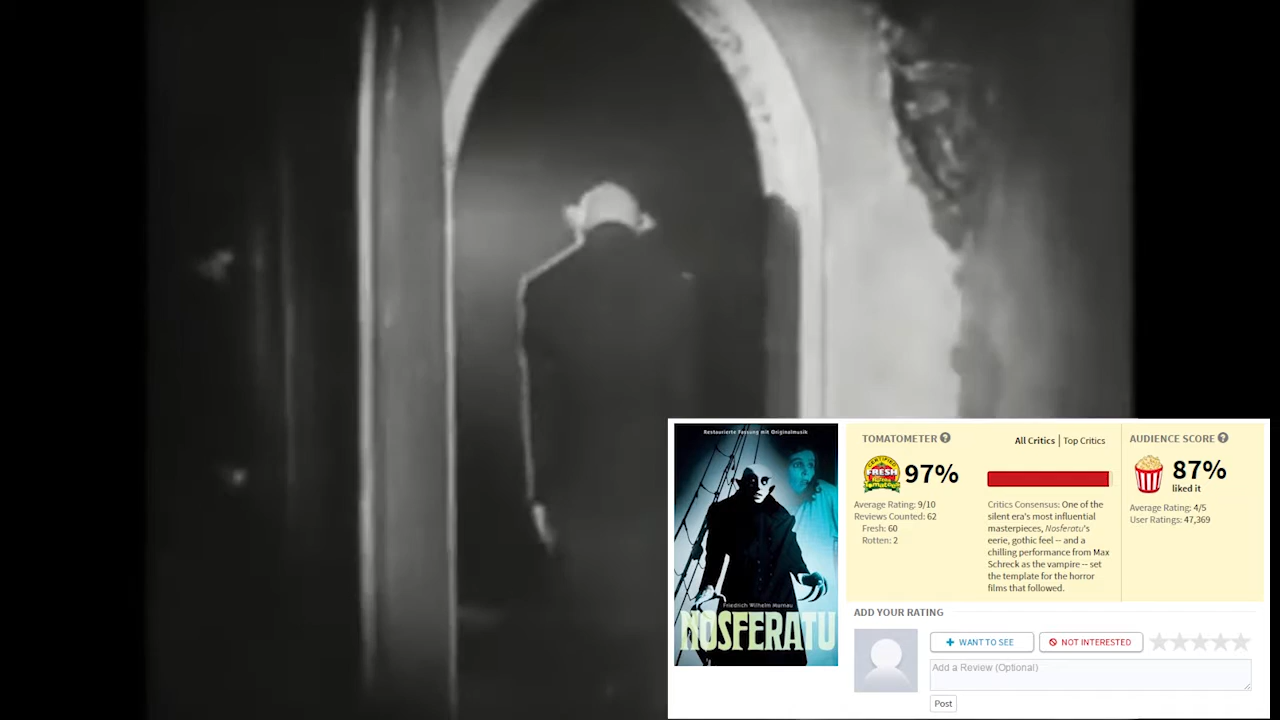 Restaurierte Fassung mit Originalmusik
Friedrich Wilhelm Murnau
NOSFERATU
TOMATOMETER ?
All Critics | Top Critics
CERTIFIED
FRESH
97%
Average Rating: 9/10
Reviews Counted: 62
Fresh: 60
Rotten: 2
Critics Consensus: One of the
silent era's most influential
masterpieces, Nosferatu's
eerie, gothic feel -- and a
chilling performance from Max
Schreck as the vampire -- set
the template for the horror
films that followed.
AUDIENCE SCORE ?
87%
liked it
Average Rating: 4/5
User Ratings: 47,369
ADD YOUR RATING
+ WANT TO SEE
NOT INTERESTED
Add a Review (Optional)
Post